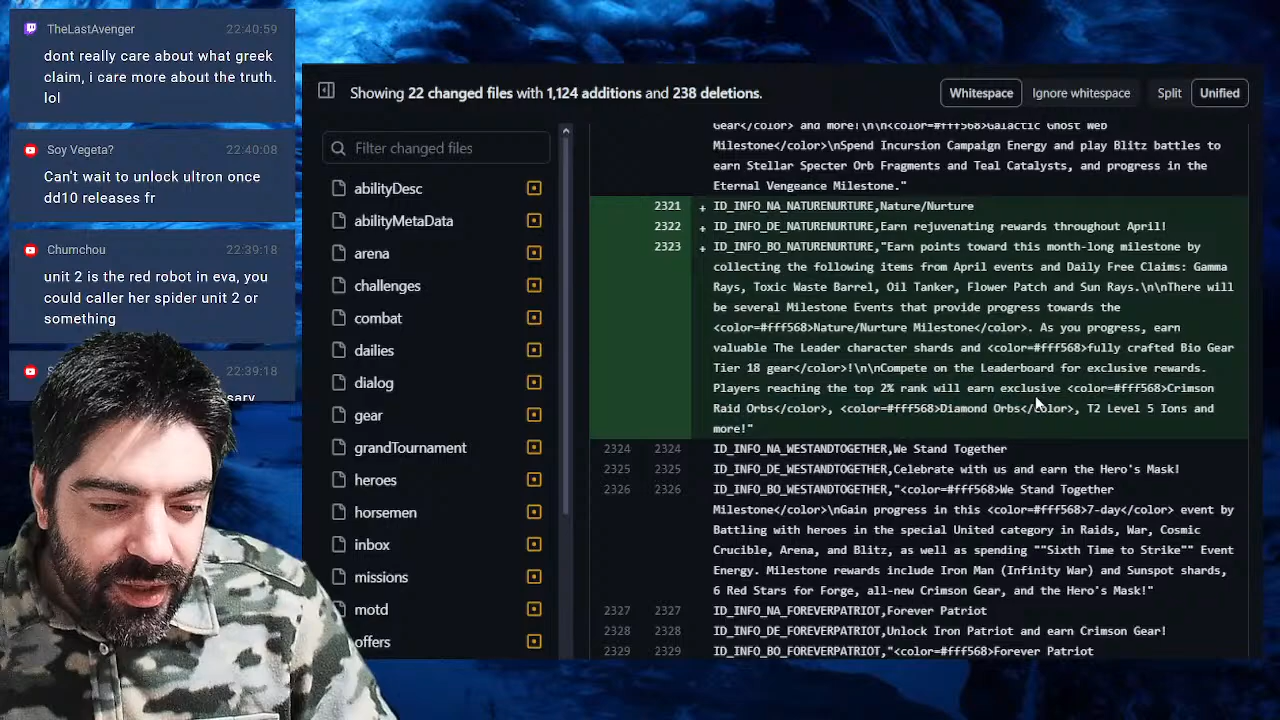 TheLastAvenger 22:40:59
dont really care about what greek
claim, i care more about the truth.
lol
Soy Vegeta? 22:40:08
Can't wait to unlock ultron once
dd10 releases fr
Chumchou 22:39:18
unit 2 is the red robot in eva, you
could caller her spider unit 2 or
something
22:39:18
Showing 22 changed files with 1,124 additions and 238 deletions.
Whitespace Ignore whitespace Split Unified
Filter changed files
abilityDesc
abilityMetaData
arena
challenges
combat
dailies
dialog
gear
grandTournament
heroes
horsemen
inbox
missions
motd
offers
Gear</color> and more!\n\n<color=#fff568>Galactic Ghost Web
Milestone</color>\nSpend Incursion Campaign Energy and play Blitz battles to
earn Stellar Specter Orb Fragments and Teal Catalysts, and progress in the
Eternal Vengeance Milestone."
2321 + ID_INFO_NA_NATURENURTURE,Nature/Nurture
2322 + ID_INFO_DE_NATURENURTURE,Earn rejuvenating rewards throughout April!
2323 + ID_INFO_BO_NATURENURTURE,"Earn points toward this month-long milestone by
collecting the following items from April events and Daily Free Claims: Gamma
Rays, Toxic Waste Barrel, Oil Tanker, Flower Patch and Sun Rays.\n\nThere will
be several Milestone Events that provide progress towards the
<color=#fff568>Nature/Nurture Milestone</color>. As you progress, earn
valuable The Leader character shards and <color=#fff568>fully crafted Bio Gear
Tier 18 gear</color>!\n\nCompete on the Leaderboard for exclusive rewards.
Players reaching the top 2% rank will earn exclusive <color=#fff568>Crimson
Raid Orbs</color>, <color=#fff568>Diamond Orbs</color>, T2 Level 5 Ions and
more!"
2324 2324 ID_INFO_NA_WESTANDTOGETHER,We Stand Together
2325 2325 ID_INFO_DE_WESTANDTOGETHER,Celebrate with us and earn the Hero's Mask!
2326 2326 ID_INFO_BO_WESTANDTOGETHER,"<color=#fff568>We Stand Together
Milestone</color>\nGain progress in this <color=#fff568>7-day</color> event by
Battling with heroes in the special United category in Raids, War, Cosmic
Crucible, Arena, and Blitz, as well as spending ""Sixth Time to Strike"" Event
Energy. Milestone rewards include Iron Man (Infinity War) and Sunspot shards,
6 Red Stars for Forge, all-new Crimson Gear, and the Hero's Mask!"
2327 2327 ID_INFO_NA_FOREVERPATRIOT,Forever Patriot
2328 2328 ID_INFO_DE_FOREVERPATRIOT,Unlock Iron Patriot and earn Crimson Gear!
2329 2329 ID_INFO_BO_FOREVERPATRIOT,"<color=#fff568>Forever Patriot